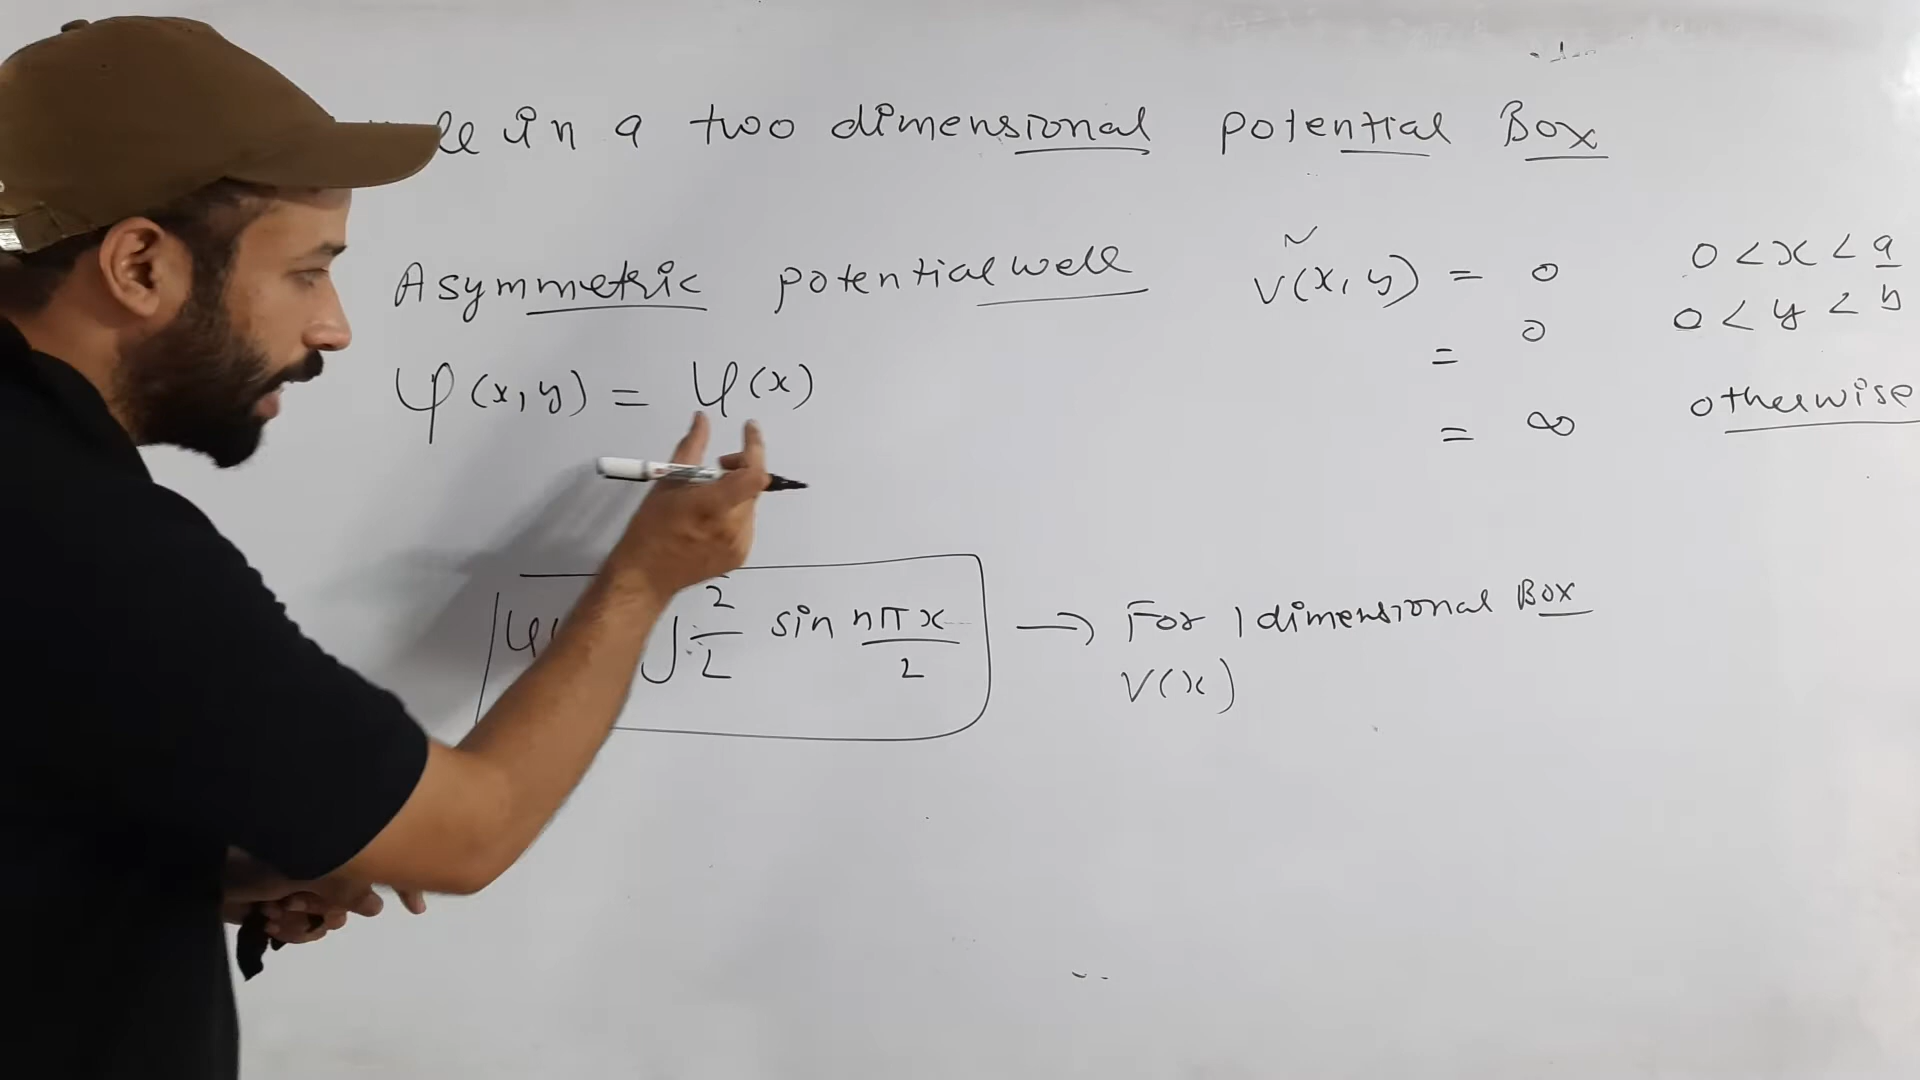 in a two dimensional potential Box
Asymmetric potential well
V(x, y) = 0 0 < x < a
= 0 0 < y < b
= ∞ otherwise
ψ(x, y) = ψ(x)
√2/L sin nπx/2 → For 1 dimensional Box
V(x)